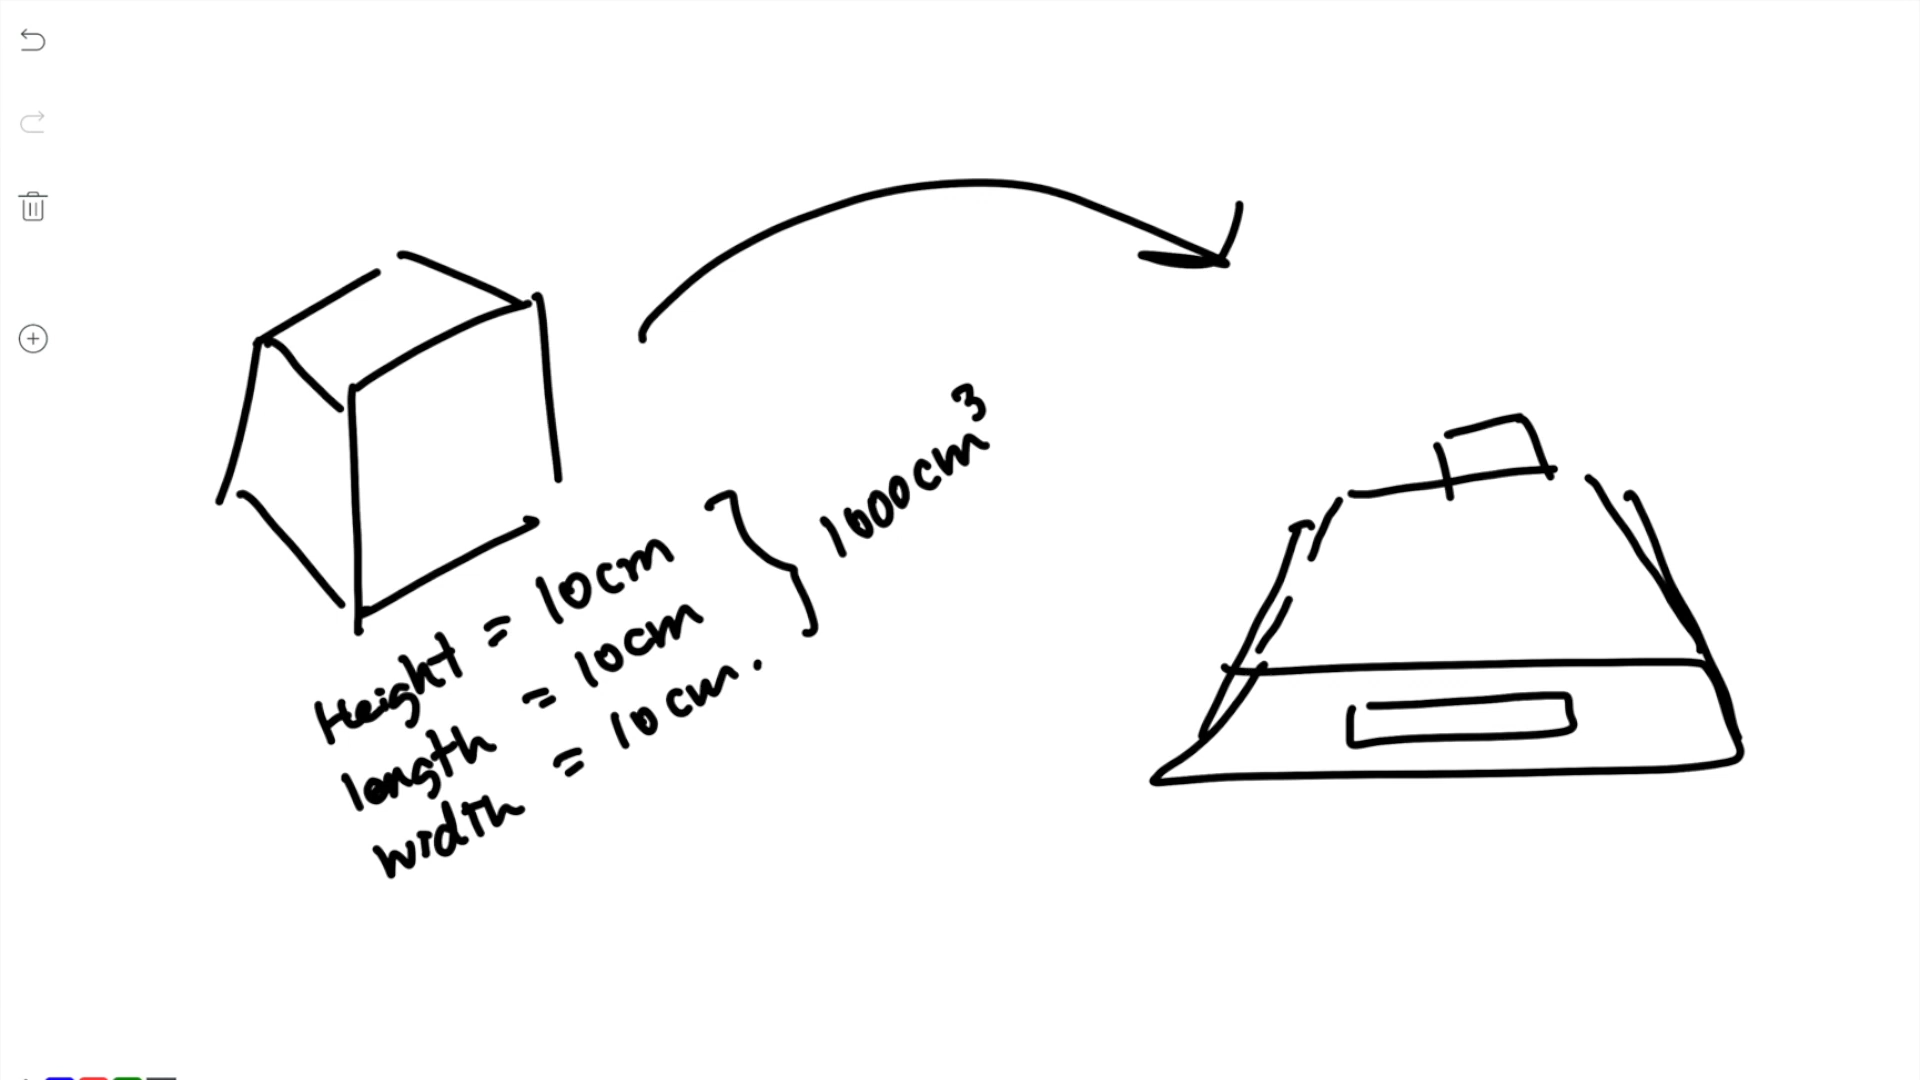 Height = 10cm
length = 10cm
width = 10cm.
1000cm³